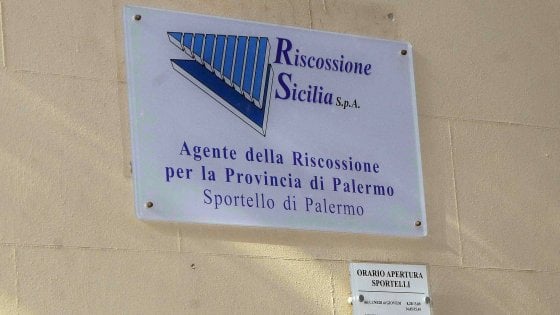 Riscossione
Sicilia S.p.A.
Agente della Riscossione
per la Provincia di Palermo
Sportello di Palermo
ORARIO APERTURA
SPORTELLI